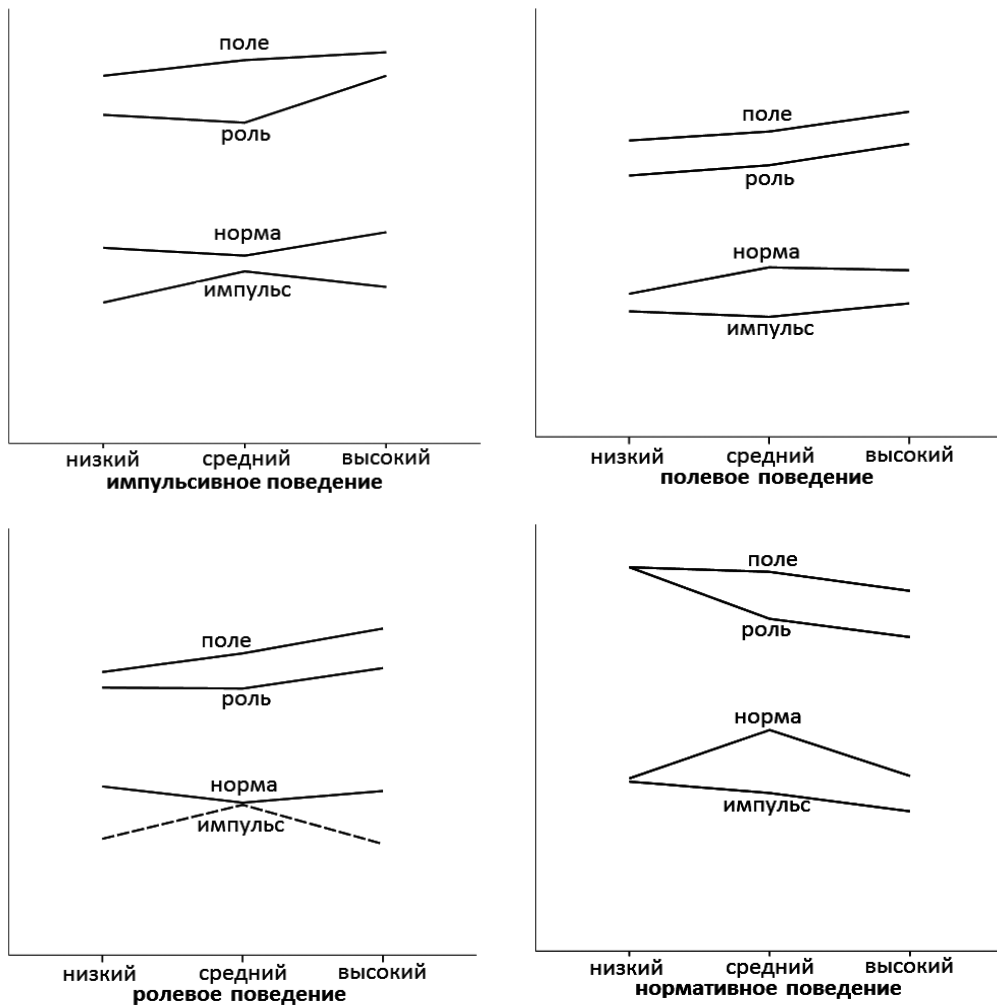 поле
роль
норма
импульс
низкий средний высокий
импульсивное поведение
поле
роль
норма
импульс
низкий средний высокий
полевое поведение
поле
роль
норма
импульс
низкий средний высокий
ролевое поведение
поле
роль
норма
импульс
низкий средний высокий
нормативное поведение